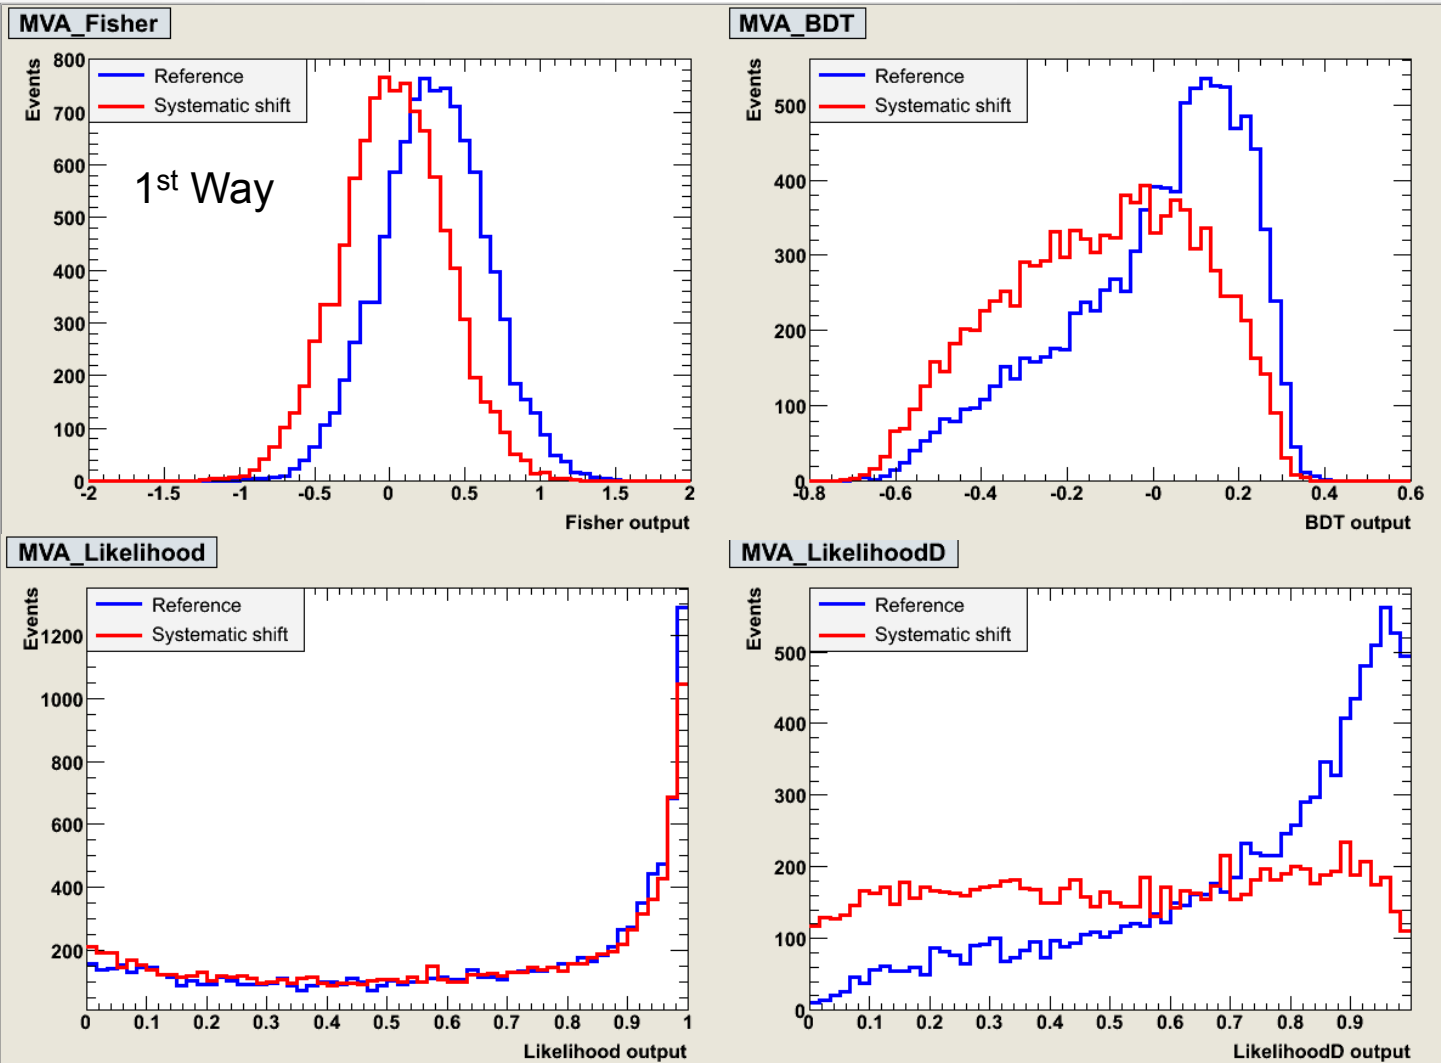 MVA_Fisher
Events
800
700
600
500
400
300
200
100
0
Reference
Systematic shift
1st Way
-2 -1.5 -1 -0.5 0 0.5 1 1.5 2
Fisher output
MVA_BDT
Events
500
400
300
200
100
0
Reference
Systematic shift
-0.8 -0.6 -0.4 -0.2 -0 0.2 0.4 0.6
BDT output
MVA_Likelihood
Events
1200
1000
800
600
400
200
Reference
Systematic shift
0 0.1 0.2 0.3 0.4 0.5 0.6 0.7 0.8 0.9 1
Likelihood output
MVA_LikelihoodD
Events
500
400
300
200
100
0
Reference
Systematic shift
0 0.1 0.2 0.3 0.4 0.5 0.6 0.7 0.8 0.9
LikelihoodD output